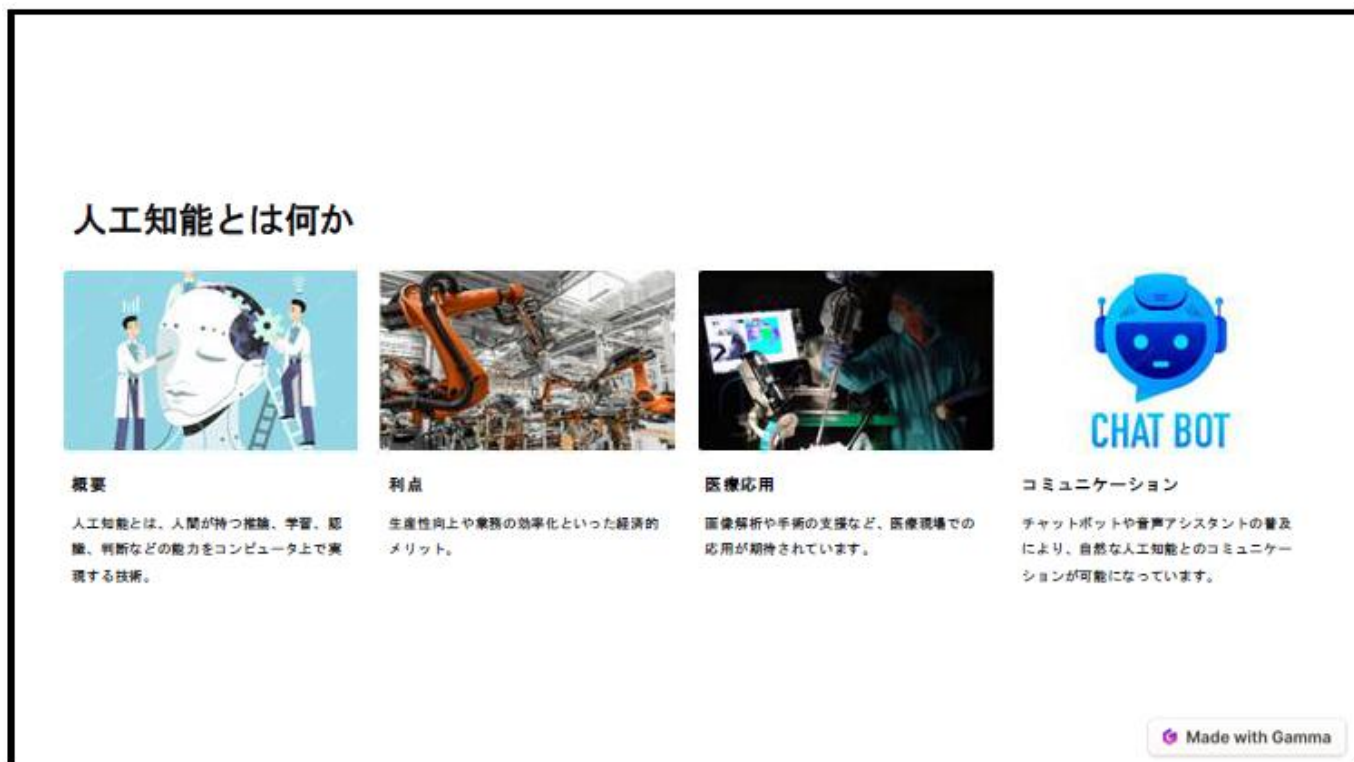 人工知能とは何か
CHAT BOT
概要
人工知能とは、人間が持つ推論、学習、認
識、判断などの能力をコンピュータ上で実
現する技術。
利点
生産性向上や業務の効率化といった経済的
メリット。
医療応用
画像解析や手術の支援など、医療現場での
応用が期待されています。
コミュニケーション
チャットボットや音声アシスタントの普及
により、自然な人工知能とのコミュニケー
ションが可能になっています。
Made with Gamma